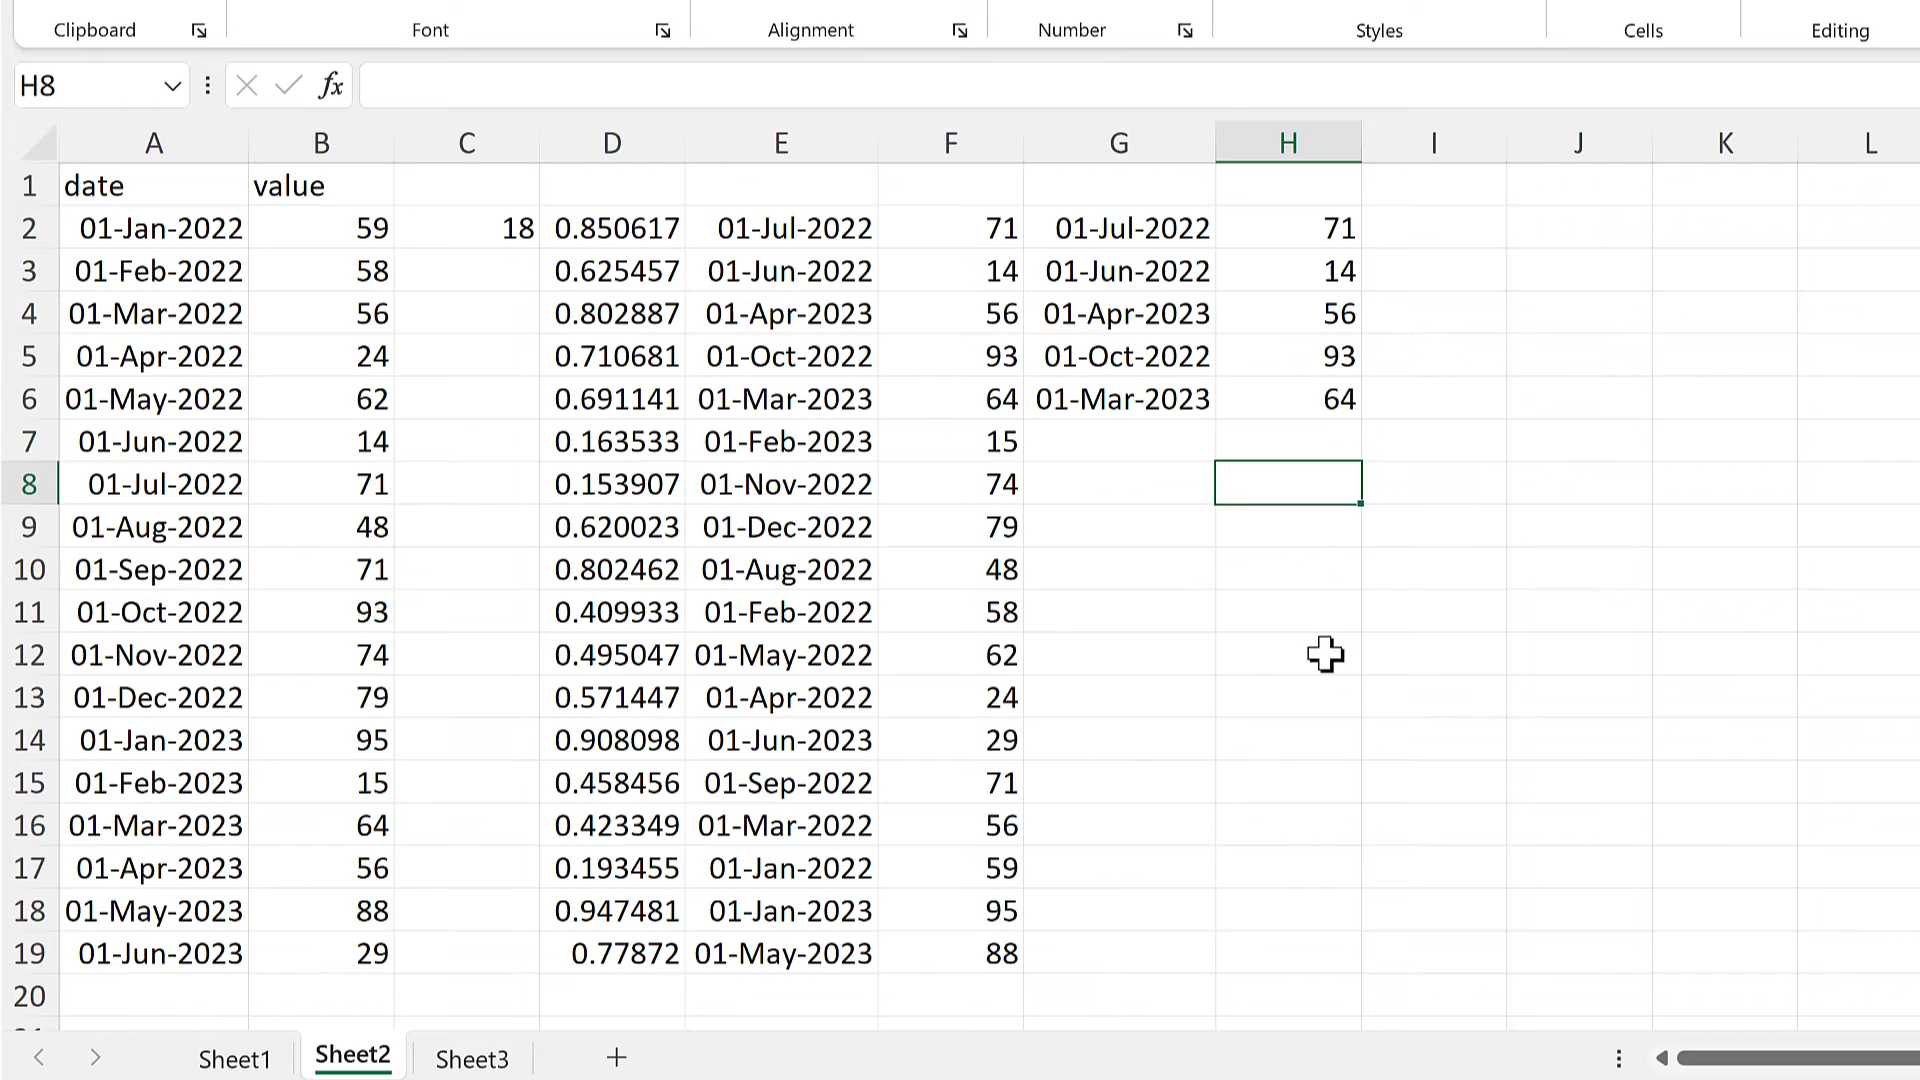 Clipboard Font Alignment Number Styles Cells Editing
H8 fx
A B C D E F G H I J K L
1 date value
2 01-Jan-2022 59 18 0.850617 01-Jul-2022 71 01-Jul-2022 71
3 01-Feb-2022 58 0.625457 01-Jun-2022 14 01-Jun-2022 14
4 01-Mar-2022 56 0.802887 01-Apr-2023 56 01-Apr-2023 56
5 01-Apr-2022 24 0.710681 01-Oct-2022 93 01-Oct-2022 93
6 01-May-2022 62 0.691141 01-Mar-2023 64 01-Mar-2023 64
7 01-Jun-2022 14 0.163533 01-Feb-2023 15
8 01-Jul-2022 71 0.153907 01-Nov-2022 74
9 01-Aug-2022 48 0.620023 01-Dec-2022 79
10 01-Sep-2022 71 0.802462 01-Aug-2022 48
11 01-Oct-2022 93 0.409933 01-Feb-2022 58
12 01-Nov-2022 74 0.495047 01-May-2022 62
13 01-Dec-2022 79 0.571447 01-Apr-2022 24
14 01-Jan-2023 95 0.908098 01-Jun-2023 29
15 01-Feb-2023 15 0.458456 01-Sep-2022 71
16 01-Mar-2023 64 0.423349 01-Mar-2022 56
17 01-Apr-2023 56 0.193455 01-Jan-2022 59
18 01-May-2023 88 0.947481 01-Jan-2023 95
19 01-Jun-2023 29 0.77872 01-May-2023 88
20
Sheet1 Sheet2 Sheet3